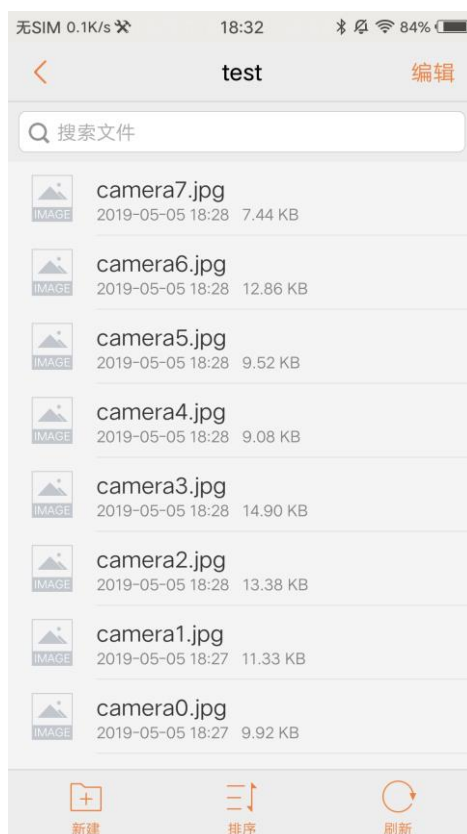 无SIM 0.1K/s 18:32 84%
test 编辑
搜索文件
IMAGE camera7.jpg
2019-05-05 18:28 7.44 KB
IMAGE camera6.jpg
2019-05-05 18:28 12.86 KB
IMAGE camera5.jpg
2019-05-05 18:28 9.52 KB
IMAGE camera4.jpg
2019-05-05 18:28 9.08 KB
IMAGE camera3.jpg
2019-05-05 18:28 14.90 KB
IMAGE camera2.jpg
2019-05-05 18:28 13.38 KB
IMAGE camera1.jpg
2019-05-05 18:27 11.33 KB
IMAGE camera0.jpg
2019-05-05 18:27 9.92 KB
新建 排序 刷新